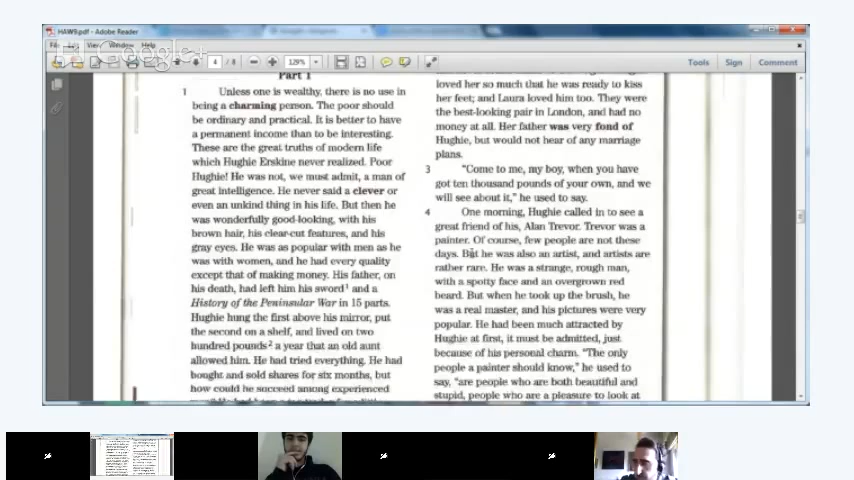 HAWS.pdf - Adobe Reader
File Edit View Window Help
Google+
4 / 8 129%
Tools Sign Comment
Part 1
1 Unless one is wealthy, there is no use in
being a charming person. The poor should
be ordinary and practical. It is better to have
a permanent income than to be interesting.
These are the great truths of modern life
which Hughie Erskine never realized. Poor
Hughie! He was not, we must admit, a man of
great intelligence. He never said a clever or
even an unkind thing in his life. But then he
was wonderfully good-looking, with his
brown hair, his clear-cut features, and his
gray eyes. He was as popular with men as he
was with women, and he had every quality
except that of making money. His father, on
his death, had left him his sword¹ and a
History of the Peninsular War in 15 parts.
Hughie hung the first above his mirror, put
the second on a shelf, and lived on two
hundred pounds² a year that an old aunt
allowed him. He had tried everything. He had
bought and sold shares for six months, but
how could he succeed among experienced
loved her so much that he was ready to kiss
her feet; and Laura loved him too. They were
the best-looking pair in London, and had no
money at all. Her father was very fond of
Hughie, but would not hear of any marriage
plans.
3 "Come to me, my boy, when you have
got ten thousand pounds of your own, and we
will see about it," he used to say.
4 One morning, Hughie called in to see a
great friend of his, Alan Trevor. Trevor was a
painter. Of course, few people are not these
days. But he was also an artist, and artists are
rather rare. He was a strange, rough man,
with a spotty face and an overgrown red
beard. But when he took up the brush, he
was a real master, and his pictures were very
popular. He had been much attracted by
Hughie at first, it must be admitted, just
because of his personal charm. "The only
people a painter should know," he used to
say, "are people who are both beautiful and
stupid, people who are a pleasure to look at